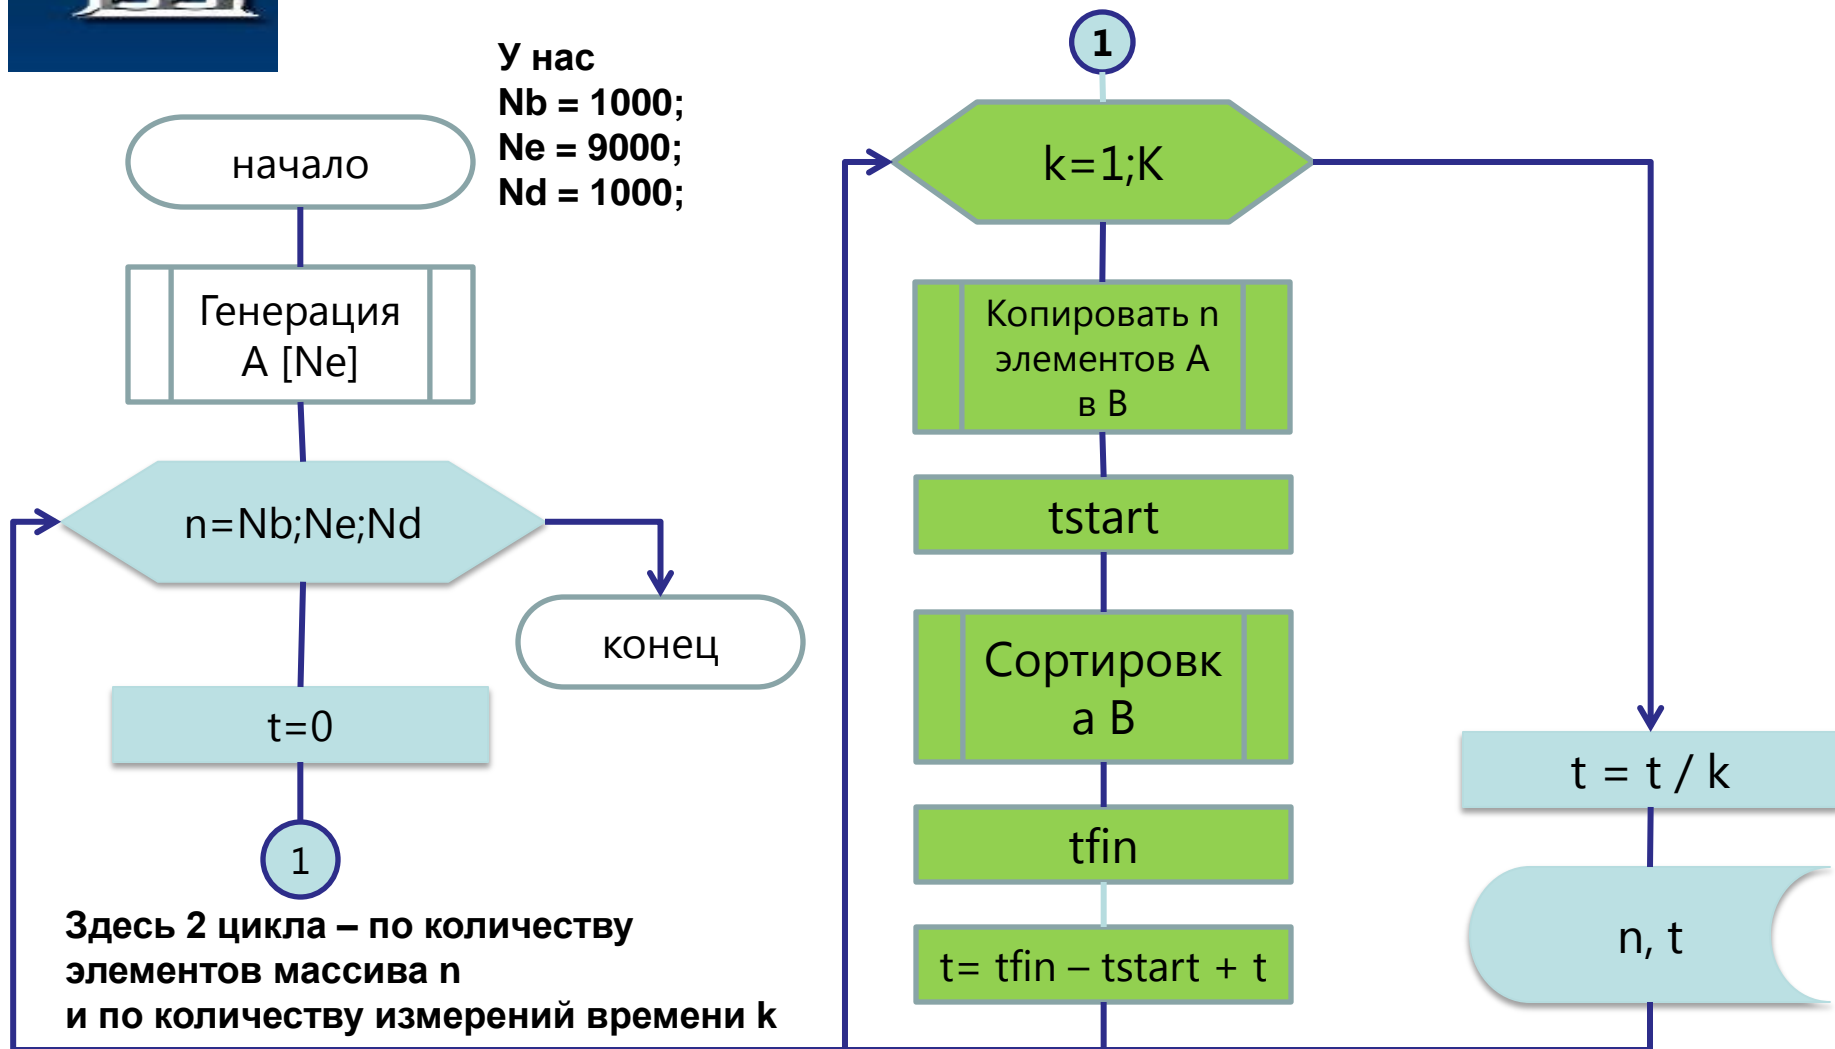 У нас
Nb = 1000;
Ne = 9000;
Nd = 1000;
начало
Генерация
A [Ne]
n=Nb;Ne;Nd
конец
t=0
1
Здесь 2 цикла – по количеству
элементов массива n
и по количеству измерений времени k
1
k=1;K
Копировать n
элементов A
в B
tstart
Сортировк
а B
tfin
t= tfin – tstart + t
t = t / k
n, t